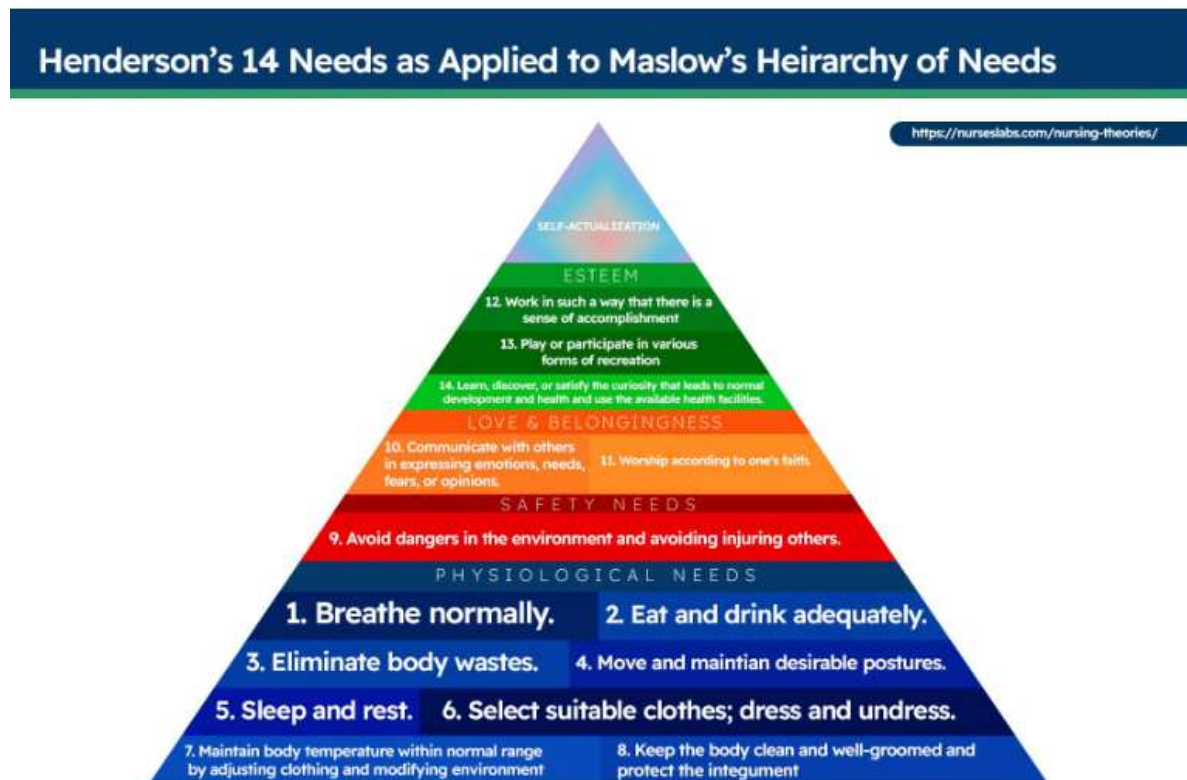 Henderson's 14 Needs as Applied to Maslow's Heirarchy of Needs
https://nurseslabs.com/nursing-theories/
SELF-ACTUALIZATION
ESTEEM
12. Work in such a way that there is a
sense of accomplishment
13. Play or participate in various
forms of recreation
14. Learn, discover, or satisfy the curiosity that leads to normal
development and health and use the available health facilities.
LOVE & BELONGINGNESS
10. Communicate with others
in expressing emotions, needs,
fears, or opinions.
11. Worship according to one's faith.
SAFETY NEEDS
9. Avoid dangers in the environment and avoiding injuring others.
PHYSIOLOGICAL NEEDS
1. Breathe normally.
2. Eat and drink adequately.
3. Eliminate body wastes.
4. Move and maintian desirable postures.
5. Sleep and rest.
6. Select suitable clothes; dress and undress.
7. Maintain body temperature within normal range
by adjusting clothing and modifying environment
8. Keep the body clean and well-groomed and
protect the integument